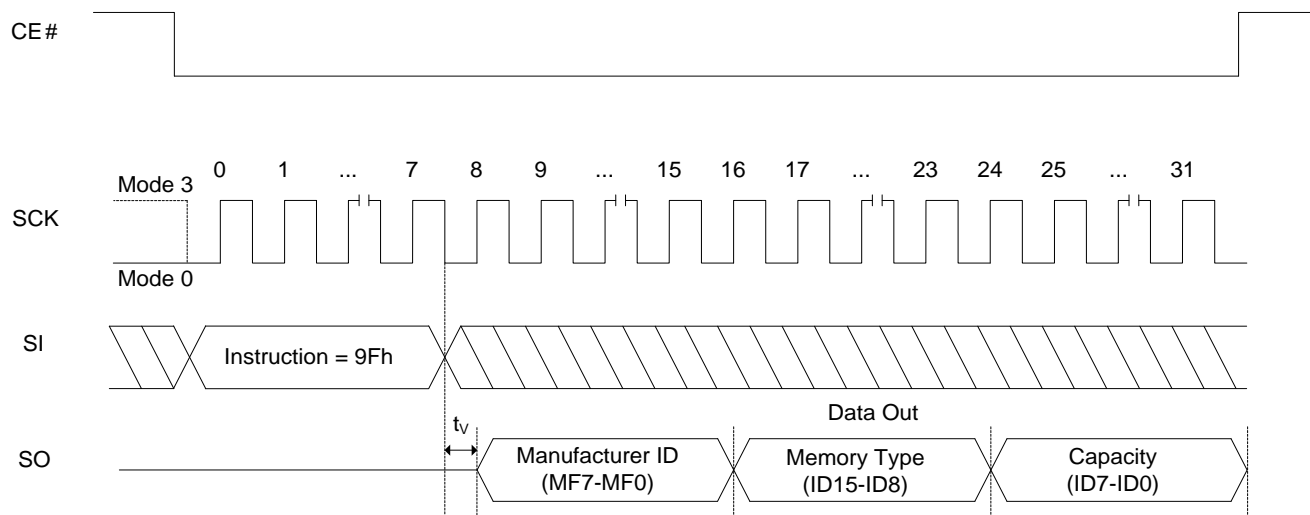 CE#
0 1 ... 7 8 9 ... 15 16 17 ... 23 24 25 ... 31
Mode 3
SCK
Mode 0
SI
Instruction = 9Fh
Data Out
tV
SO
Manufacturer ID
(MF7-MF0)
Memory Type
(ID15-ID8)
Capacity
(ID7-ID0)